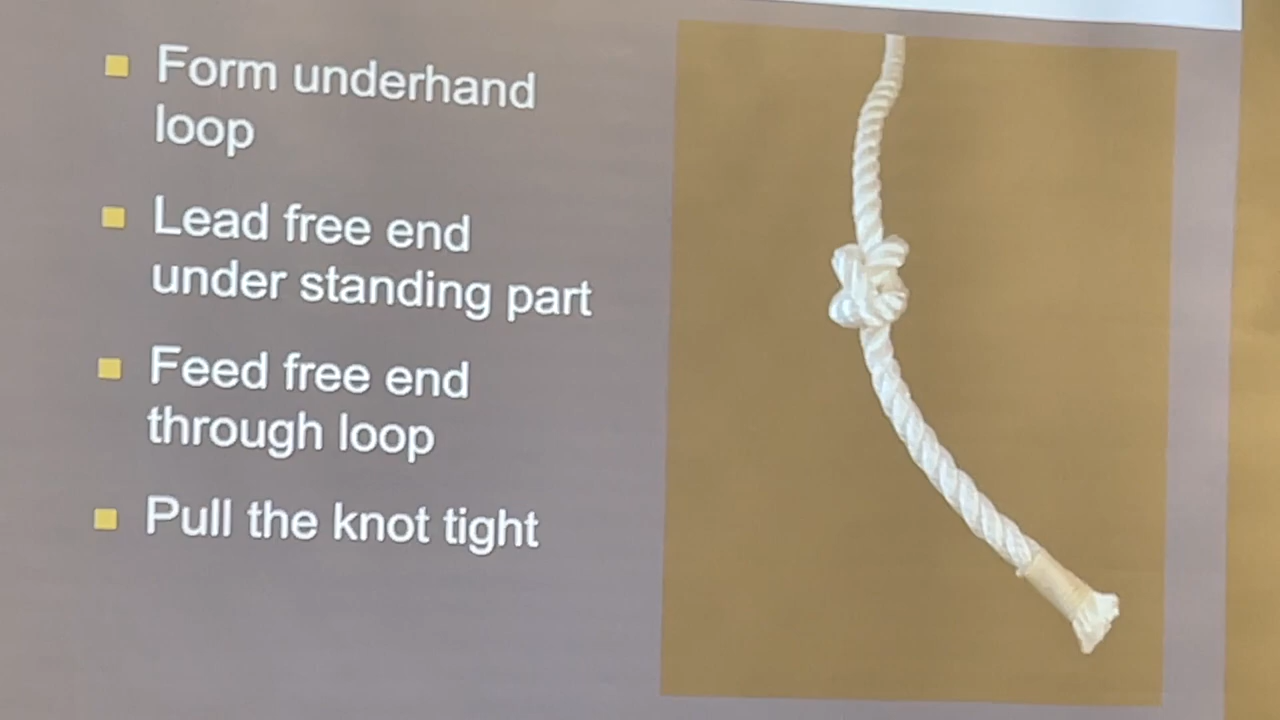 Form underhand
loop
Lead free end
under standing part
Feed free end
through loop
Pull the knot tight